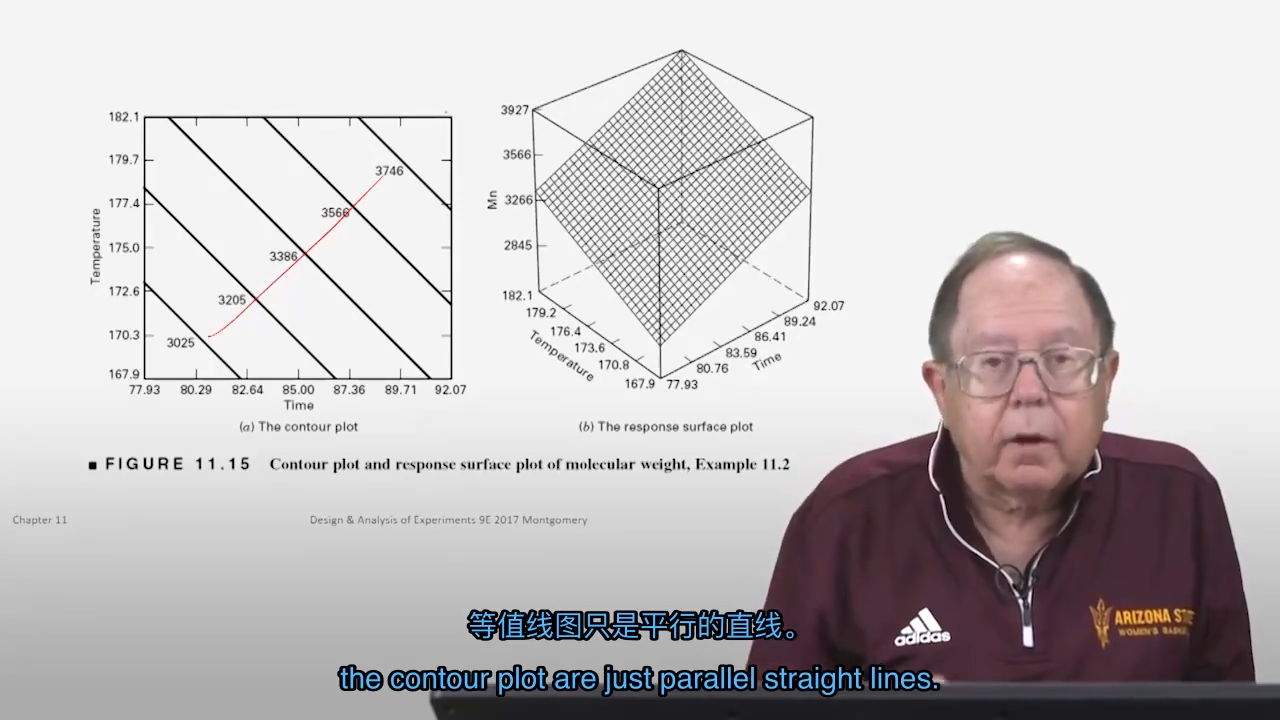 182.1
179.7
177.4
175.0
172.6
170.3
167.9
Temperature
3746
3566
3386
3205
3025
77.93 80.29 82.64 85.00 87.36 89.71 92.07
Time
(a) The contour plot
3927
3566
3266
2845
Mn
182.1
179.2
176.4
173.6
170.8
167.9
Temperature
77.93
80.76
83.59
86.41
89.24
92.07
Time
(b) The response surface plot
■ FIGURE 11.15 Contour plot and response surface plot of molecular weight, Example 11.2
Chapter 11
Design & Analysis of Experiments 9E 2017 Montgomery
adidas
ARIZONA
WOMEN'S
等值线图只是平行的直线。
the contour plot are just parallel straight lines.